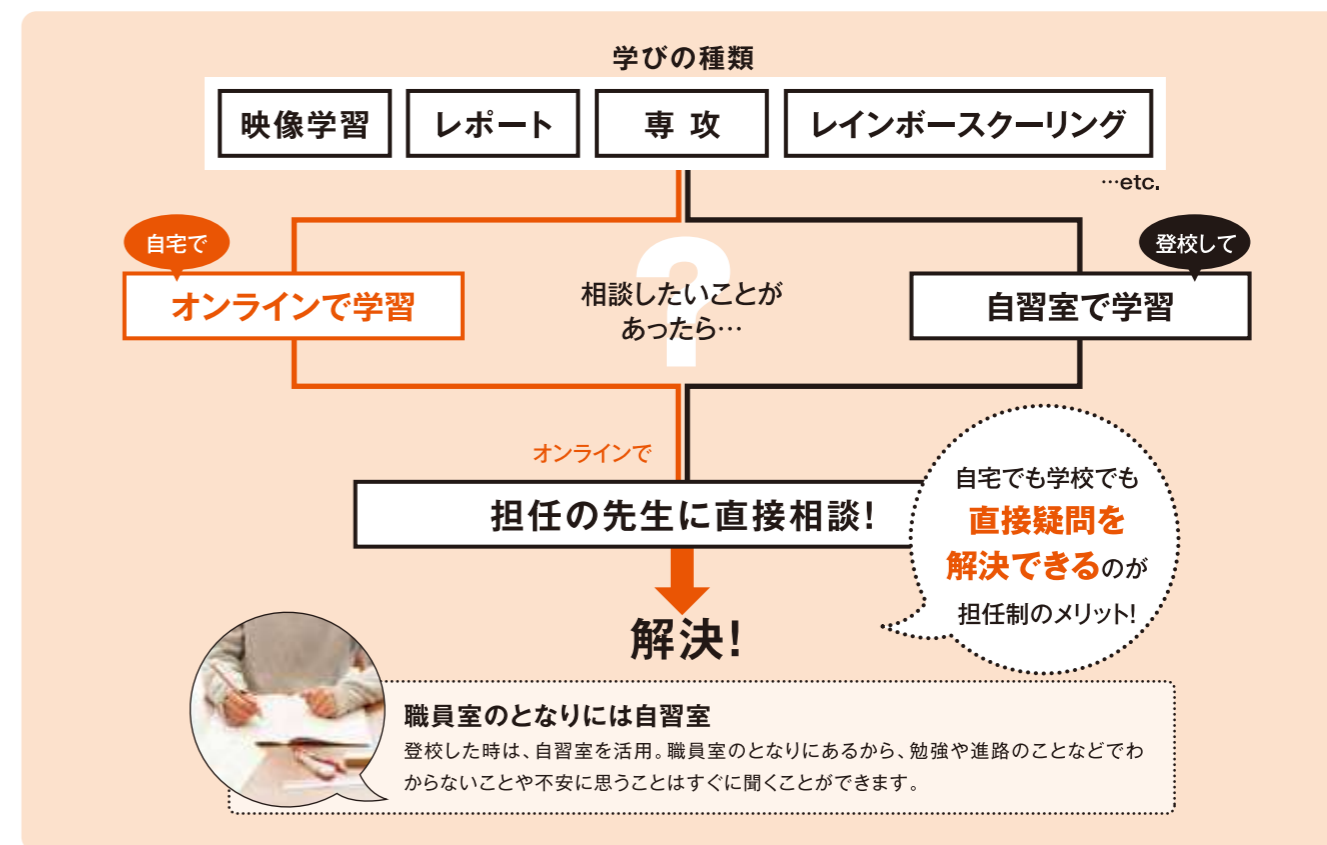 学びの種類
映像学習
レポート
専攻
レインボースクーリング
…etc.
自宅で
オンラインで学習
?
相談したいことが
あったら…
登校して
自習室で学習
オンラインで
担任の先生に直接相談!
自宅でも学校でも
直接疑問を
解決できるのが
担任制のメリット!
解決!
職員室のとなりには自習室
登校した時は、自習室を活用。職員室のとなりにあるから、勉強や進路のことなどでわ
からないことや不安に思うことはすぐに聞くことができます。